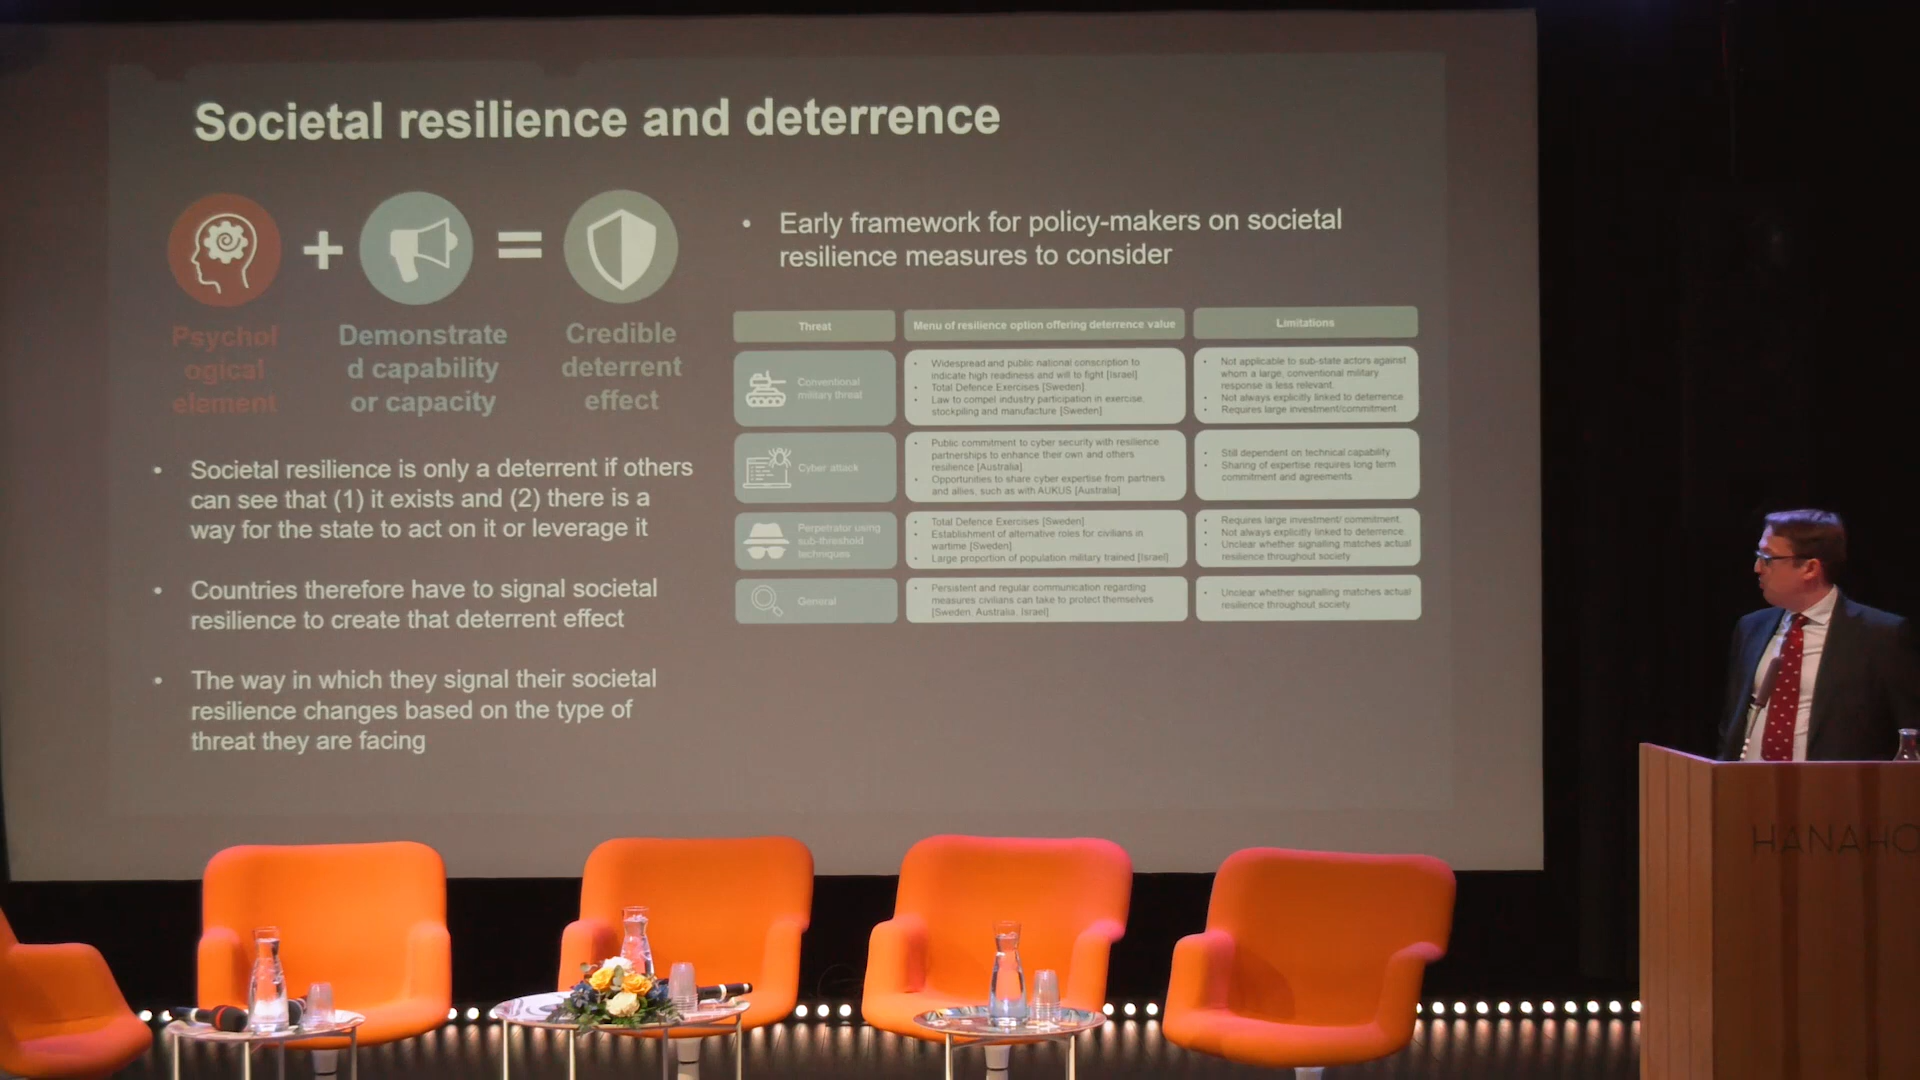 Societal resilience and deterrence
Psychol
ogical
element
+
Demonstrate
d capability
or capacity
=
Credible
deterrent
effect
• Societal resilience is only a deterrent if others
can see that (1) it exists and (2) there is a
way for the state to act on it or leverage it
• Countries therefore have to signal societal
resilience to create that deterrent effect
• The way in which they signal their societal
resilience changes based on the type of
threat they are facing
• Early framework for policy-makers on societal
resilience measures to consider
Threat
Menu of resilience option offering deterrence value
Limitations
Conventional
military threat
• Widespread and public national conscription to
indicate high readiness and will to fight [Israel]
• Total Defence Exercises [Sweden]
• Law to compel industry participation in exercise,
stockpiling and manufacture [Sweden]
• Not applicable to sub-state actors against
whom a large, conventional military
response is less relevant.
• Not always explicitly linked to deterrence
• Requires large investment/commitment
Cyber attack
• Public commitment to cyber security with resilience
partnerships to enhance their own and others
resilience [Australia]
• Opportunities to share cyber expertise from partners
and allies, such as with AUKUS [Australia]
• Still dependent on technical capability
• Sharing of expertise requires long term
commitment and agreements
Perpetrator using
sub-threshold
techniques
• Total Defence Exercises [Sweden]
• Establishment of alternative roles for civilians in
wartime [Sweden]
• Large proportion of population military trained [Israel]
• Requires large investment/ commitment.
• Not always explicitly linked to deterrence
• Unclear whether signalling matches actual
resilience throughout society
General
• Persistent and regular communication regarding
measures civilians can take to protect themselves
[Sweden, Australia, Israel]
• Unclear whether signalling matches actual
resilience throughout society
HANAHO